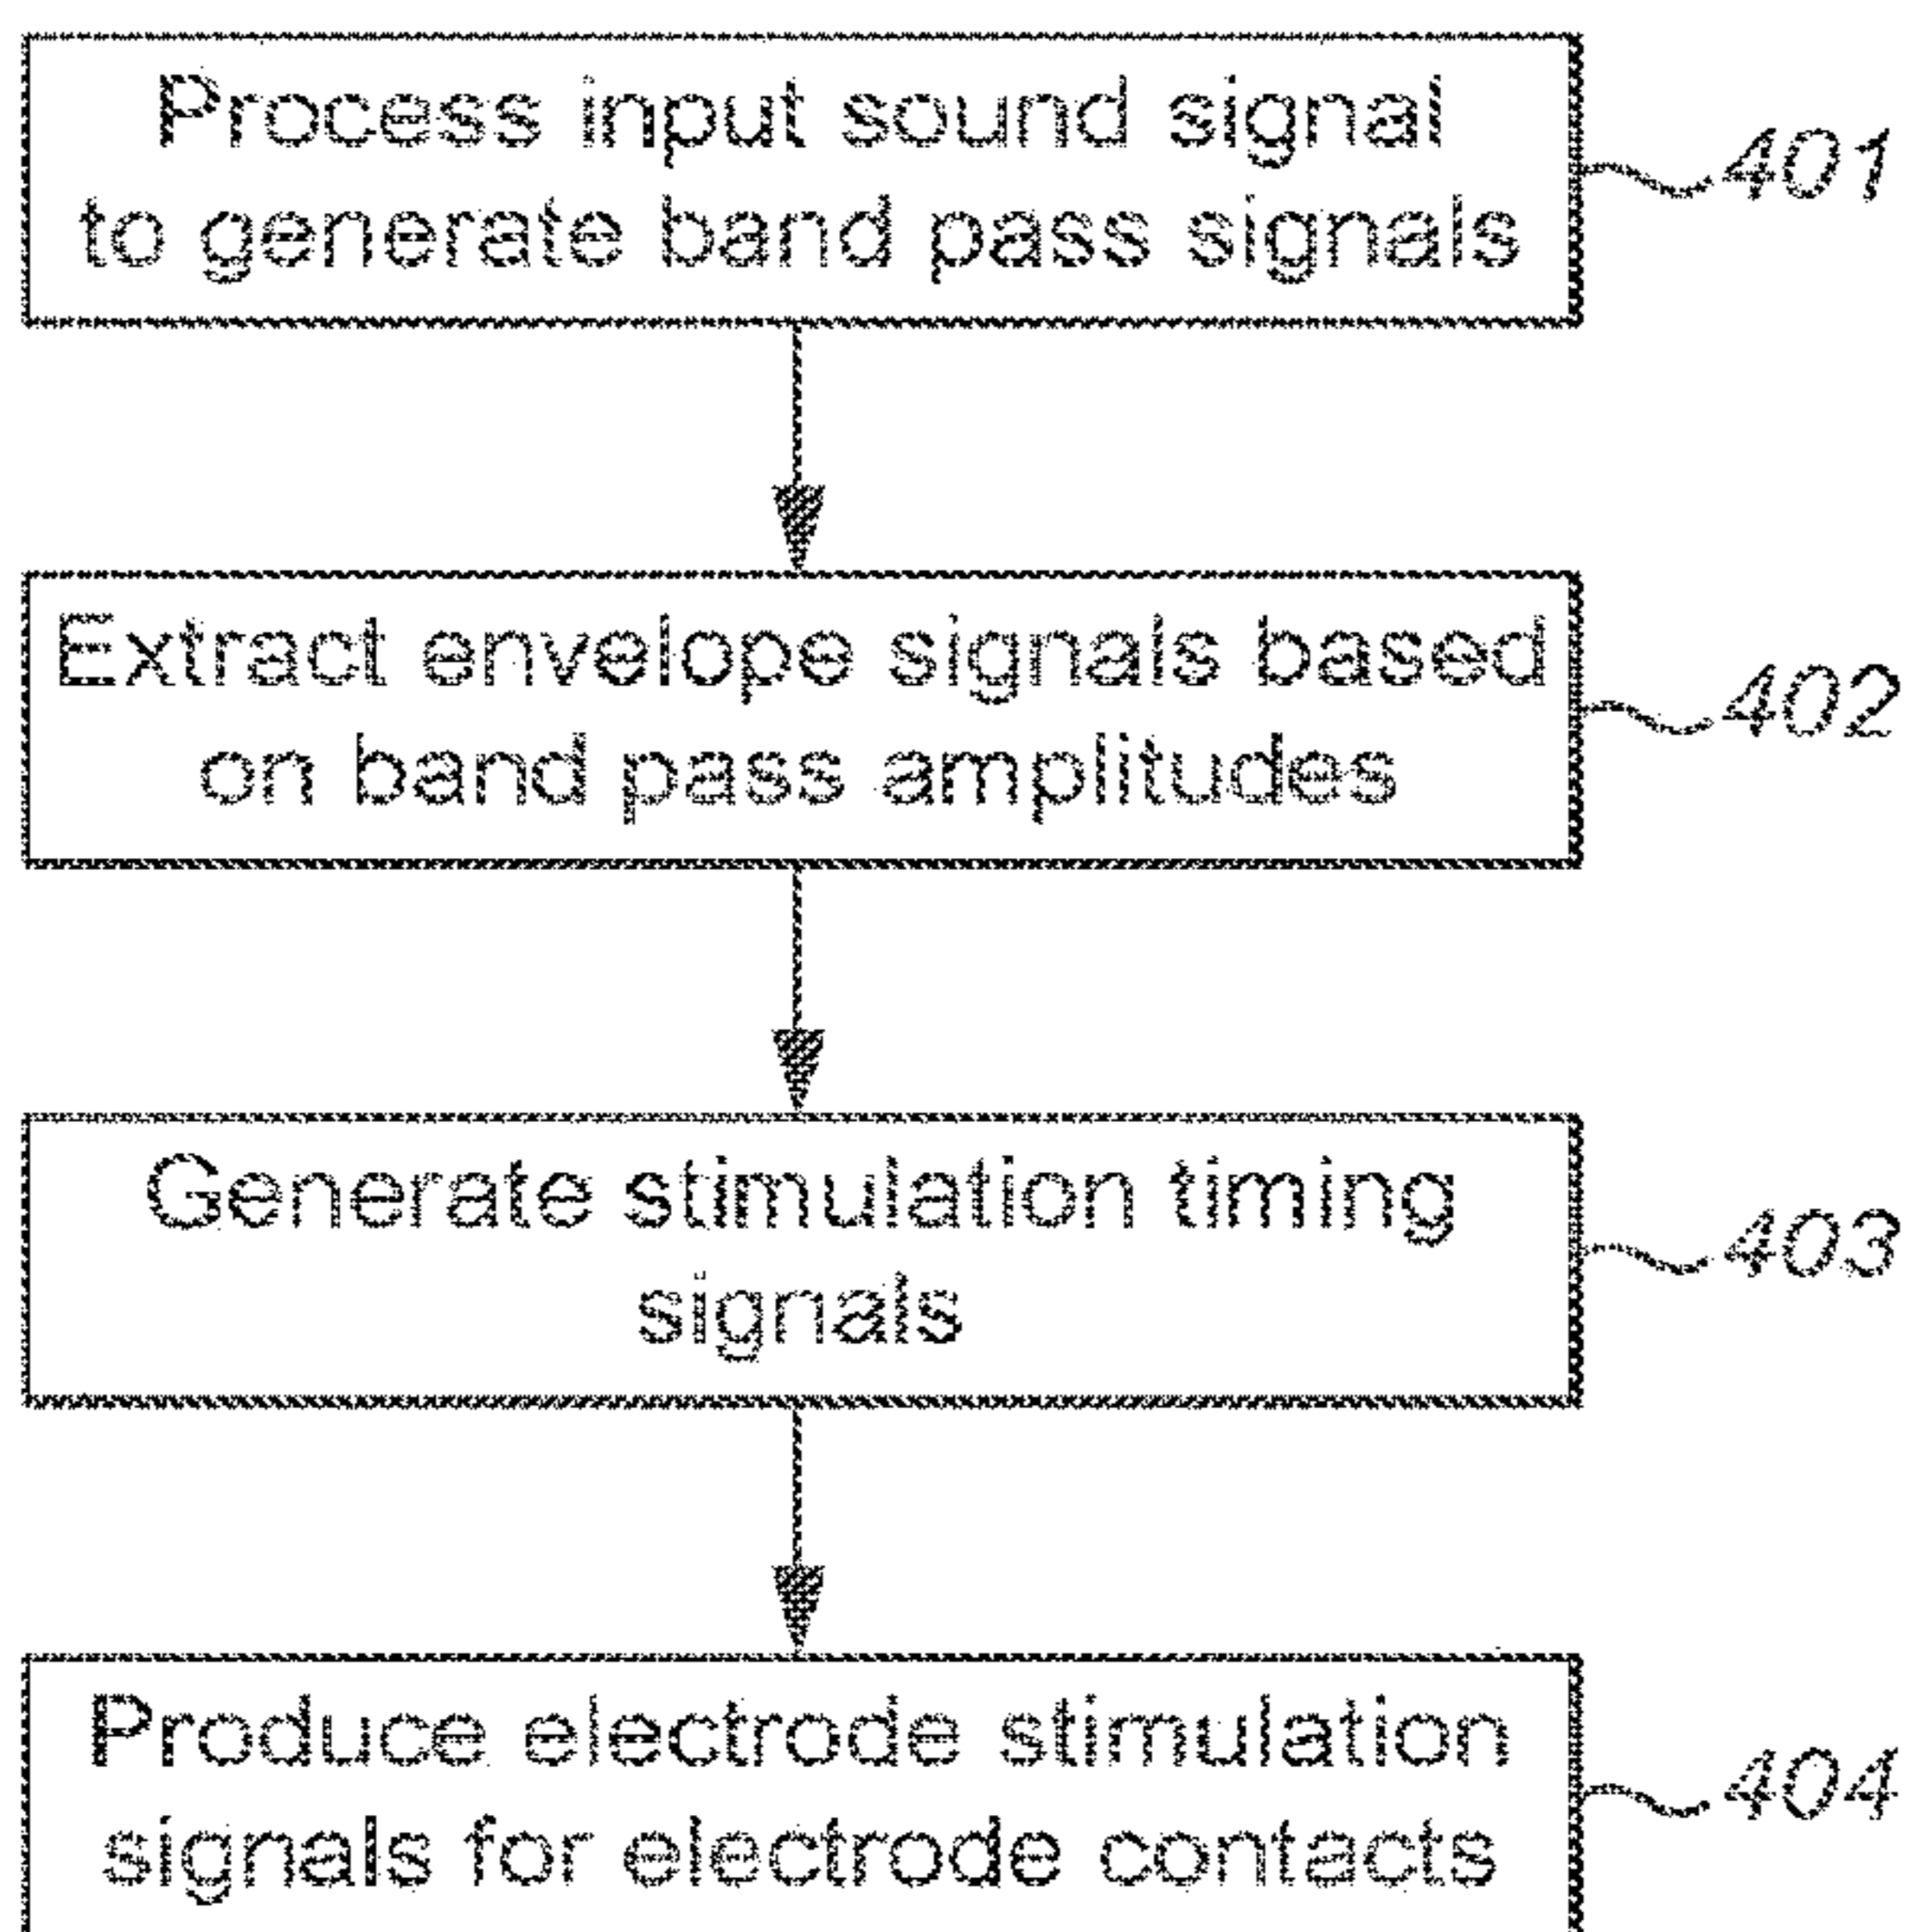 Process input sound signal
to generate band pass signals
401
Extract envelope signals based
on band pass amplitudes
402
Generate stimulation timing
signals
403
Produce electrode stimulation
signals for electrode contacts
404